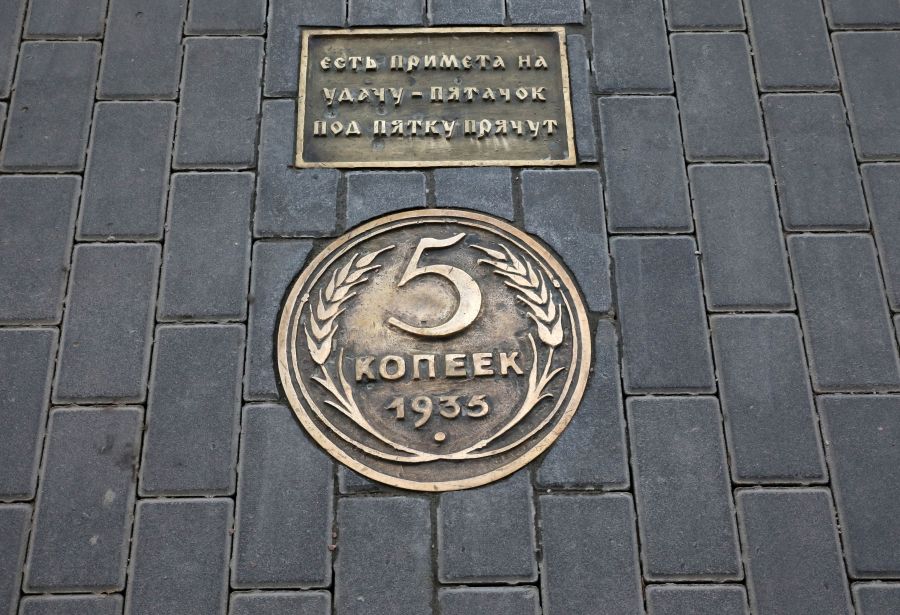 есть примета на
удачу - пятачок
под пятку прячут
5
КОПЕЕК
1935